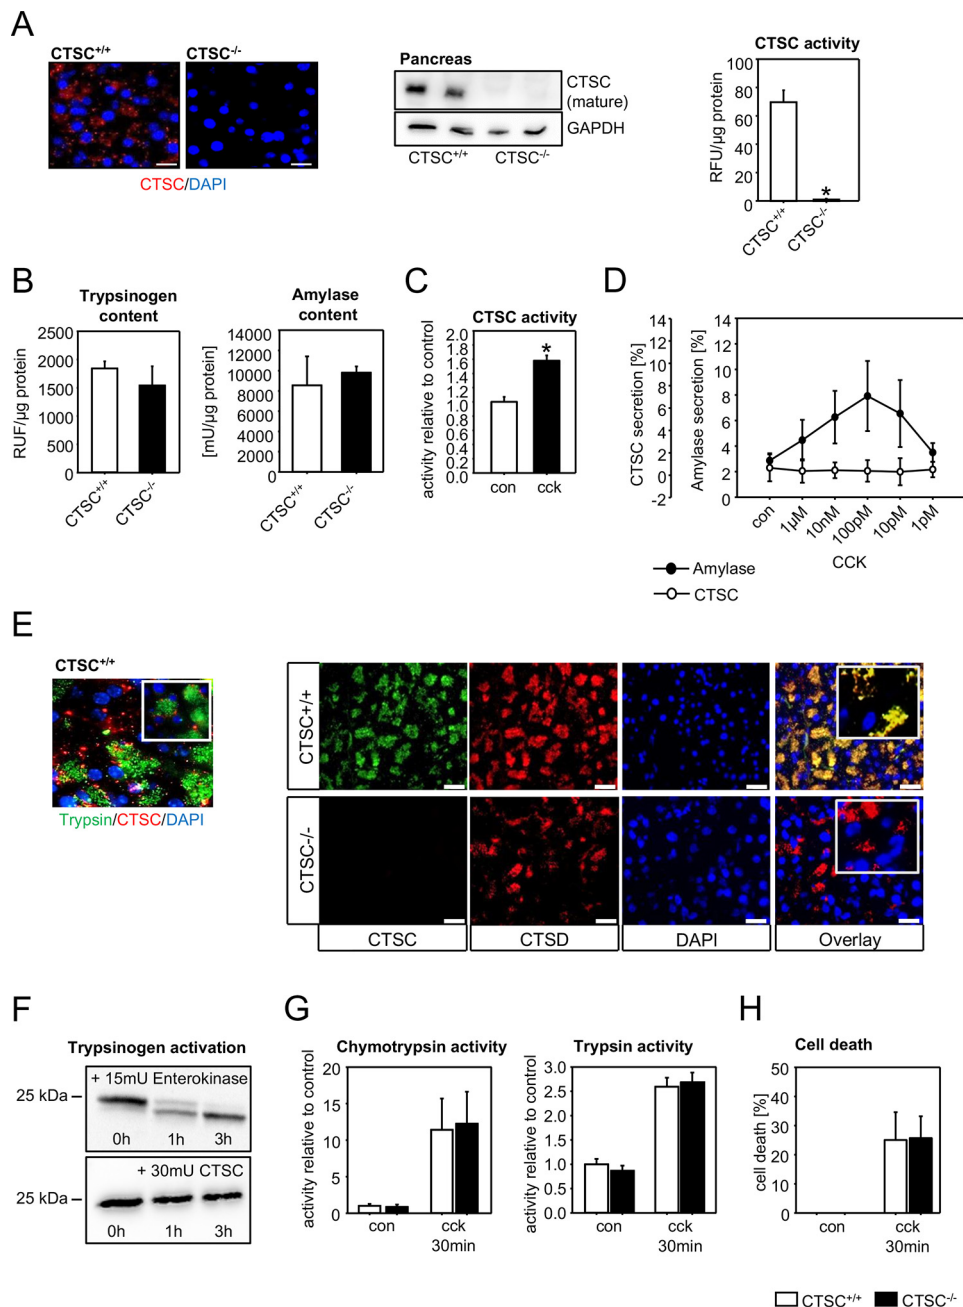 A
CTSC+/+ CTSC-/-
CTSC/DAPI
Pancreas
CTSC
(mature)
GAPDH
CTSC+/+ CTSC-/-
CTSC activity
RFU/µg protein
100
80
60
40
20
0
*
CTSC+/+
CTSC-/-
B
Trypsinogen
content
RUF/µg protein
2500
2000
1500
1000
500
0
CTSC+/+
CTSC-/-
Amylase
content
[mU/µg protein]
14000
12000
10000
8000
6000
4000
2000
0
CTSC+/+
CTSC-/-
C
CTSC activity
activity relative to control
2.0
1.8
1.6
1.4
1.2
1.0
0.8
0.6
0.4
0.2
0.0
*
con cck
D
CTSC secretion [%]
14
12
10
8
6
4
2
0
-2
Amylase secretion [%]
14
12
10
8
6
4
2
0
con
1µM
10nM
100pM
10pM
1pM
CCK
Amylase
CTSC
E
CTSC+/+
Trypsin/CTSC/DAPI
CTSC+/+
CTSC-/-
CTSC CTSD DAPI Overlay
F
Trypsinogen activation
+ 15mU Enterokinase
25 kDa
0h 1h 3h
+ 30mU CTSC
25 kDa
0h 1h 3h
G
Chymotrypsin activity
activity relative to control
20
15
10
5
0
con cck
30min
Trypsin activity
activity relative to control
3.0
2.5
2.0
1.5
1.0
0.5
0.0
con cck
30min
H
Cell death
cell death [%]
50
40
30
20
10
0
con cck
30min
CTSC+/+ CTSC-/-